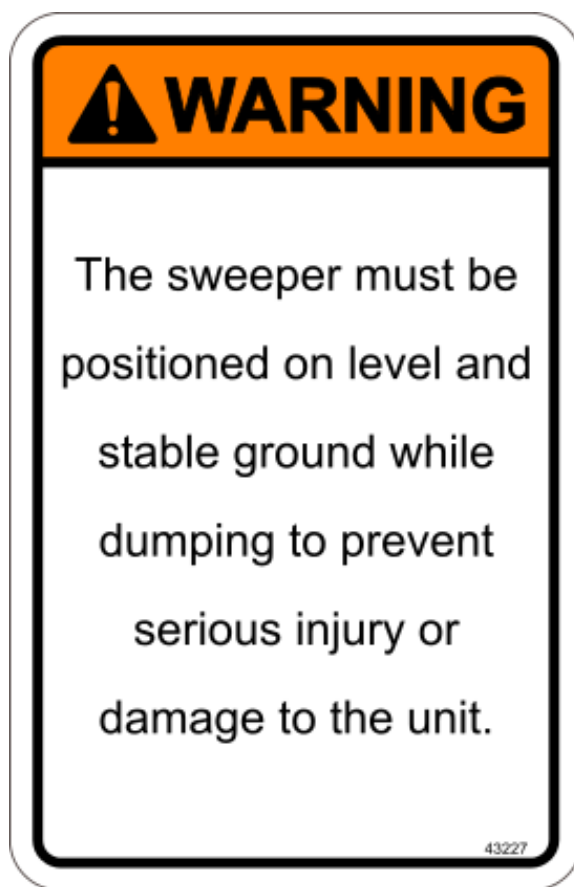 WARNING
The sweeper must be
positioned on level and
stable ground while
dumping to prevent
serious injury or
damage to the unit.
43227